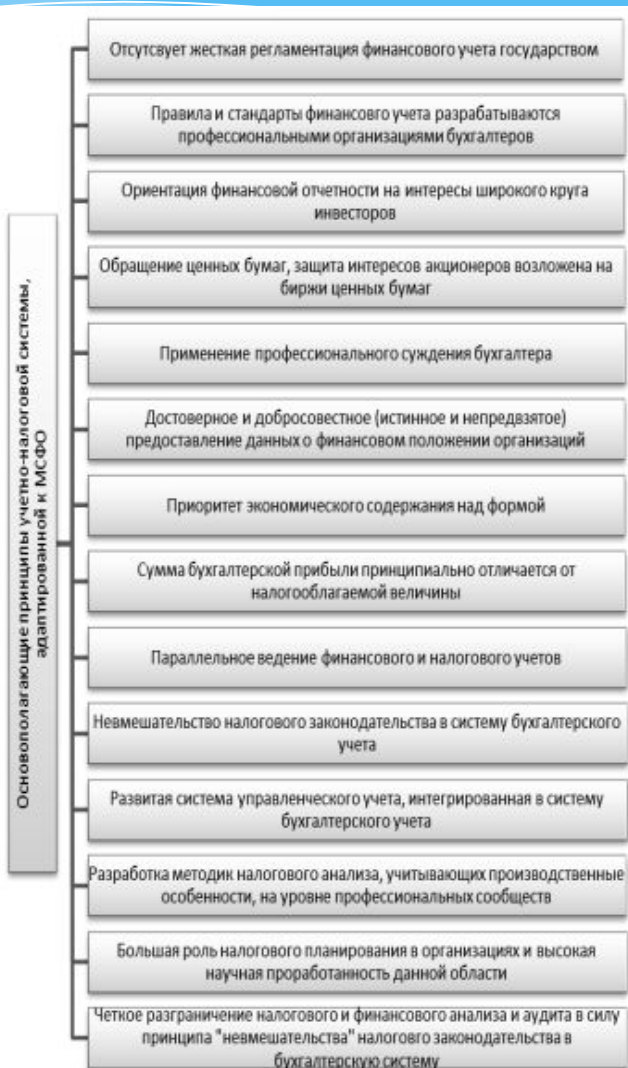 Основополагающие принципы учетно-налоговой системы,
адаптированной к МСФО
Отсутсвует жесткая регламентация финансового учета государством
Правила и стандарты финансовго учета разрабатываются
профессиональными организациями бухгалтеров
Ориентация финансовой отчетности на интересы широкого круга
инвесторов
Обращение ценных бумаг, защита интересов акционеров возложена на
биржи ценных бумаг
Применение профессионального суждения бухгалтера
Достоверное и добросовестное (истинное и непредвзятое)
предоставление данных о финансовом положении организаций
Приоритет экономического содержания над формой
Сумма бухгалтерской прибыли принципиально отличается от
налогооблагаемой величины
Параллельное ведение финансового и налогового учетов
Невмешательство налогового законодательства в систему бухгалтерского
учета
Развитая система управленческого учета, интегрированная в систему
бухгалтерского учета
Разработка методик налогового анализа, учитывающих производственные
особенности, на уровне профессиональных сообществ
Большая роль налогового планирования в организациях и высокая
научная проработанность данной области
Четкое разграничение налогового и финансового анализа и аудита в силу
принципа "невмешательства" налоговго законодательства в
бухгалтерскую систему